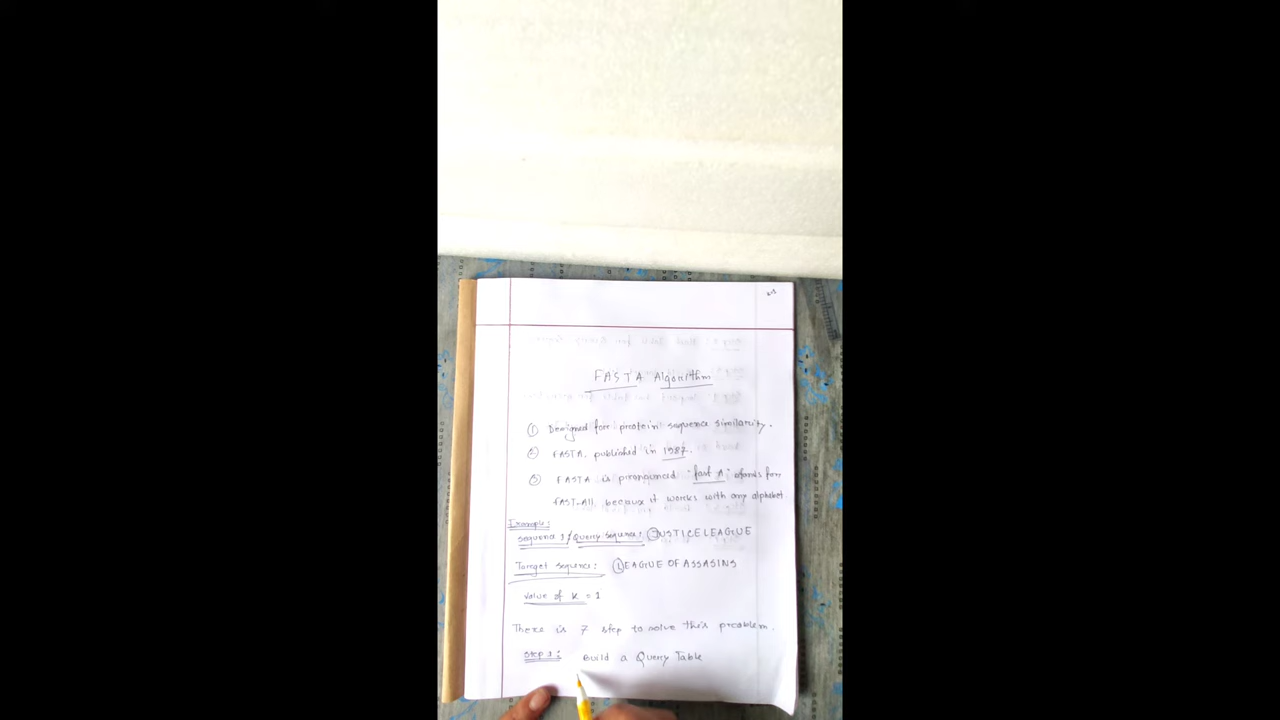 FASTA Algorithm
① Designed for protein sequence similarity.
② FASTA published in 1987.
③ FASTA is pronounced "fast A" stands for
FAST-All, because it works with any alphabet
Example:
Sequence 1/Query sequence: JUSTICELEAGUE
Target sequence: LEAGUE OF ASSASINS
Value of k = 1
There is 7 step to solve this problem.
Step 1: Build a Query Table